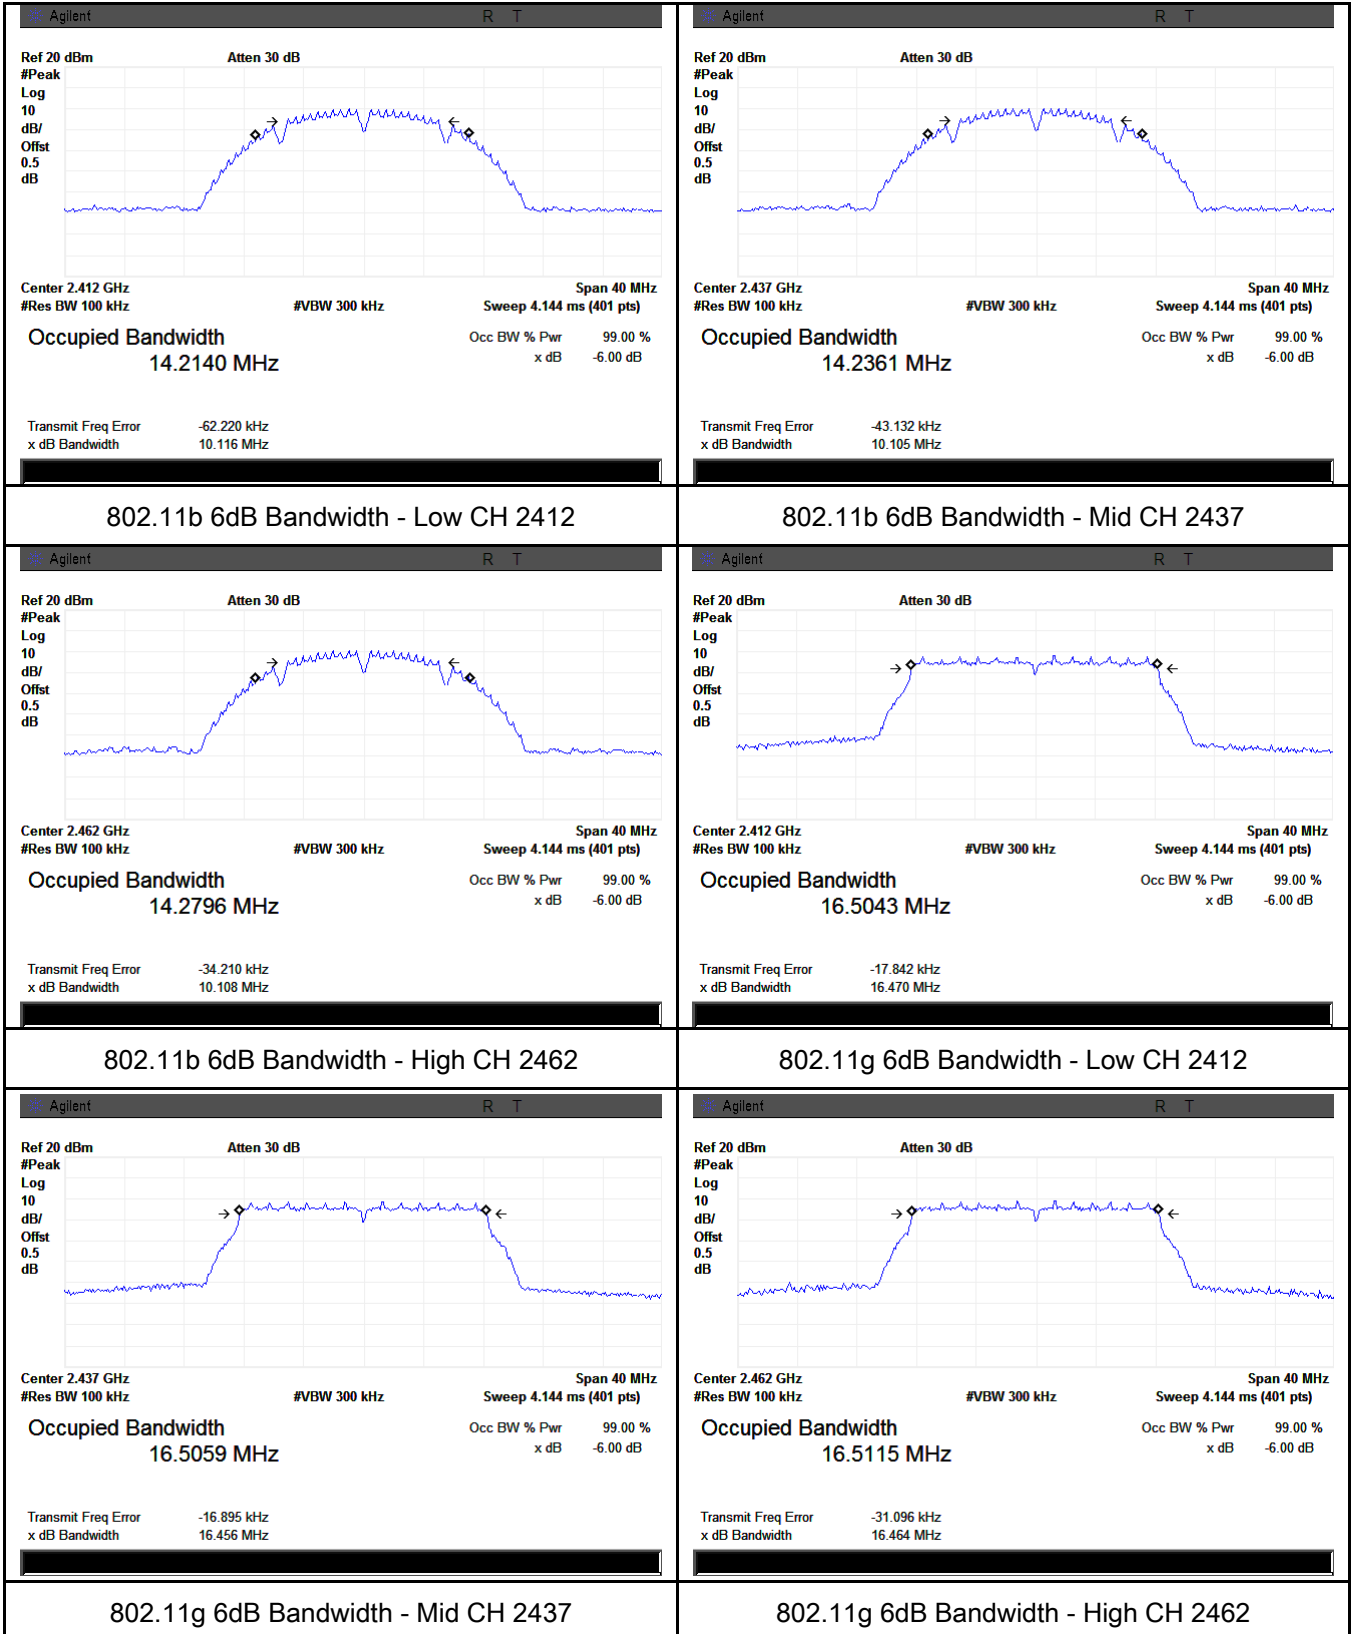 Agilent R T
Ref 20 dBm Atten 30 dB
#Peak
Log
10
dB/
Offst
0.5
dB
Center 2.412 GHz Span 40 MHz
#Res BW 100 kHz #VBW 300 kHz Sweep 4.144 ms (401 pts)
Occupied Bandwidth Occ BW % Pwr 99.00 %
14.2140 MHz x dB -6.00 dB
Transmit Freq Error -62.220 kHz
x dB Bandwidth 10.116 MHz
802.11b 6dB Bandwidth - Low CH 2412
Agilent R T
Ref 20 dBm Atten 30 dB
#Peak
Log
10
dB/
Offst
0.5
dB
Center 2.437 GHz Span 40 MHz
#Res BW 100 kHz #VBW 300 kHz Sweep 4.144 ms (401 pts)
Occupied Bandwidth Occ BW % Pwr 99.00 %
14.2361 MHz x dB -6.00 dB
Transmit Freq Error -43.132 kHz
x dB Bandwidth 10.105 MHz
802.11b 6dB Bandwidth - Mid CH 2437
Agilent R T
Ref 20 dBm Atten 30 dB
#Peak
Log
10
dB/
Offst
0.5
dB
Center 2.462 GHz Span 40 MHz
#Res BW 100 kHz #VBW 300 kHz Sweep 4.144 ms (401 pts)
Occupied Bandwidth Occ BW % Pwr 99.00 %
14.2796 MHz x dB -6.00 dB
Transmit Freq Error -34.210 kHz
x dB Bandwidth 10.108 MHz
802.11b 6dB Bandwidth - High CH 2462
Agilent R T
Ref 20 dBm Atten 30 dB
#Peak
Log
10
dB/
Offst
0.5
dB
Center 2.412 GHz Span 40 MHz
#Res BW 100 kHz #VBW 300 kHz Sweep 4.144 ms (401 pts)
Occupied Bandwidth Occ BW % Pwr 99.00 %
16.5043 MHz x dB -6.00 dB
Transmit Freq Error -17.842 kHz
x dB Bandwidth 16.470 MHz
802.11g 6dB Bandwidth - Low CH 2412
Agilent R T
Ref 20 dBm Atten 30 dB
#Peak
Log
10
dB/
Offst
0.5
dB
Center 2.437 GHz Span 40 MHz
#Res BW 100 kHz #VBW 300 kHz Sweep 4.144 ms (401 pts)
Occupied Bandwidth Occ BW % Pwr 99.00 %
16.5059 MHz x dB -6.00 dB
Transmit Freq Error -16.895 kHz
x dB Bandwidth 16.456 MHz
802.11g 6dB Bandwidth - Mid CH 2437
Agilent R T
Ref 20 dBm Atten 30 dB
#Peak
Log
10
dB/
Offst
0.5
dB
Center 2.462 GHz Span 40 MHz
#Res BW 100 kHz #VBW 300 kHz Sweep 4.144 ms (401 pts)
Occupied Bandwidth Occ BW % Pwr 99.00 %
16.5115 MHz x dB -6.00 dB
Transmit Freq Error -31.096 kHz
x dB Bandwidth 16.464 MHz
802.11g 6dB Bandwidth - High CH 2462